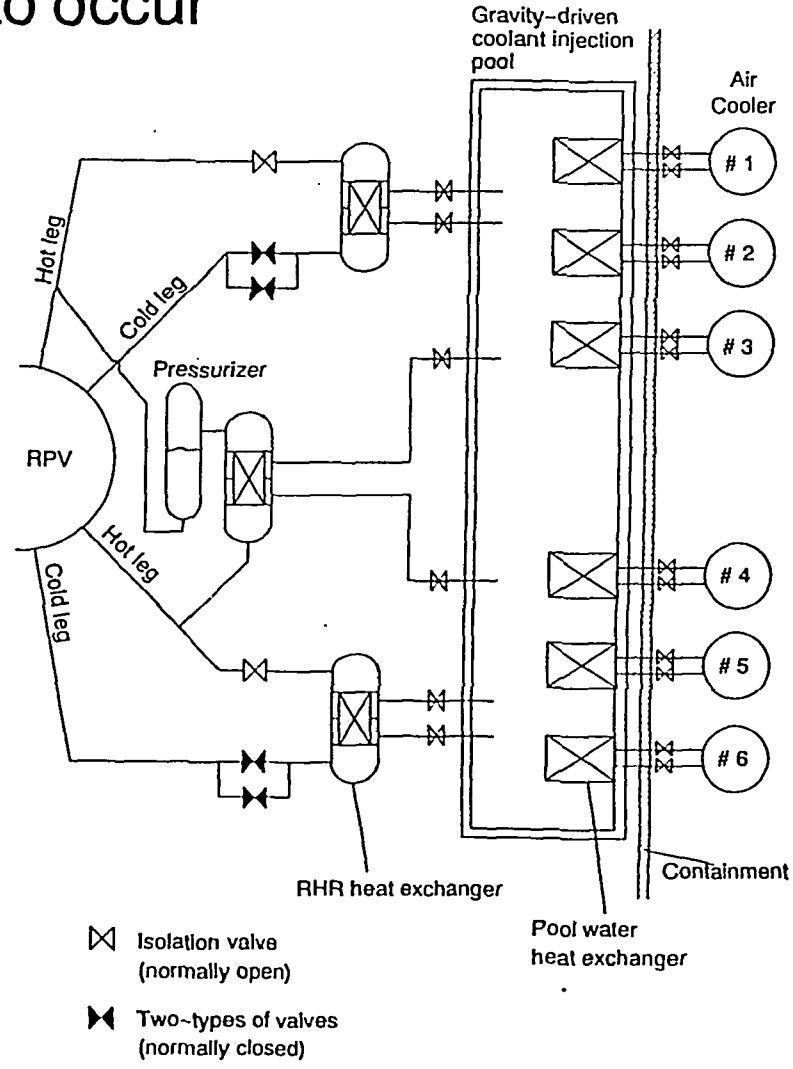 to occur
Gravity-driven
coolant injection
pool
Air
Cooler
# 1
Hot leg
# 2
Cold leg
# 3
Pressurizer
RPV
Hot leg
# 4
Cold leg
# 5
# 6
Containment
RHR heat exchanger
Pool water
heat exchanger
Isolation valve
(normally open)
Two~types of valves
(normally closed)